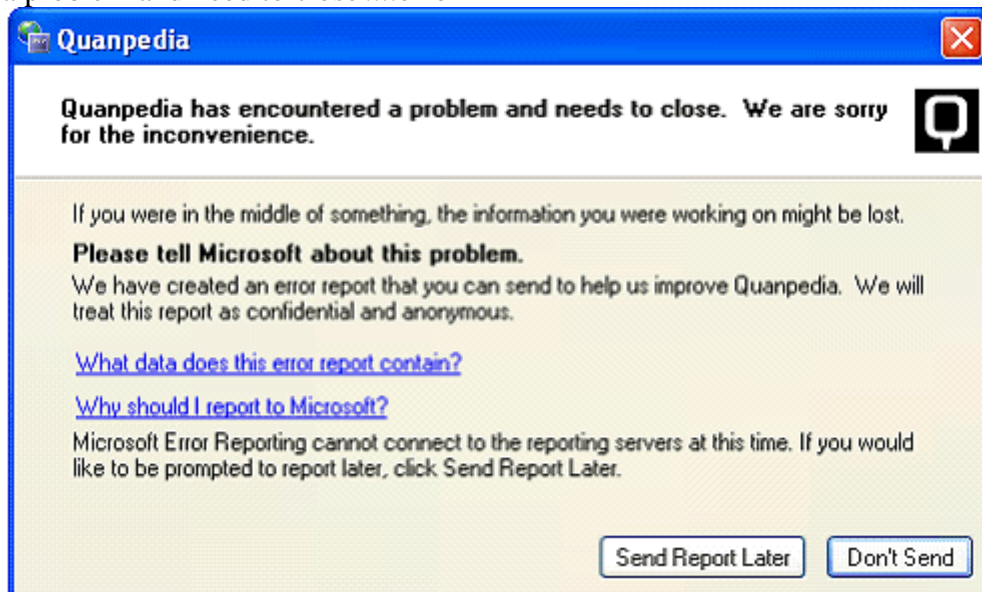 Quanpedia
Quanpedia has encountered a problem and needs to close. We are sorry
for the inconvenience.
If you were in the middle of something, the information you were working on might be lost.
Please tell Microsoft about this problem.
We have created an error report that you can send to help us improve Quanpedia. We will
treat this report as confidential and anonymous.
What data does this error report contain?
Why should I report to Microsoft?
Microsoft Error Reporting cannot connect to the reporting servers at this time. If you would
like to be prompted to report later, click Send Report Later.
Send Report Later Don't Send